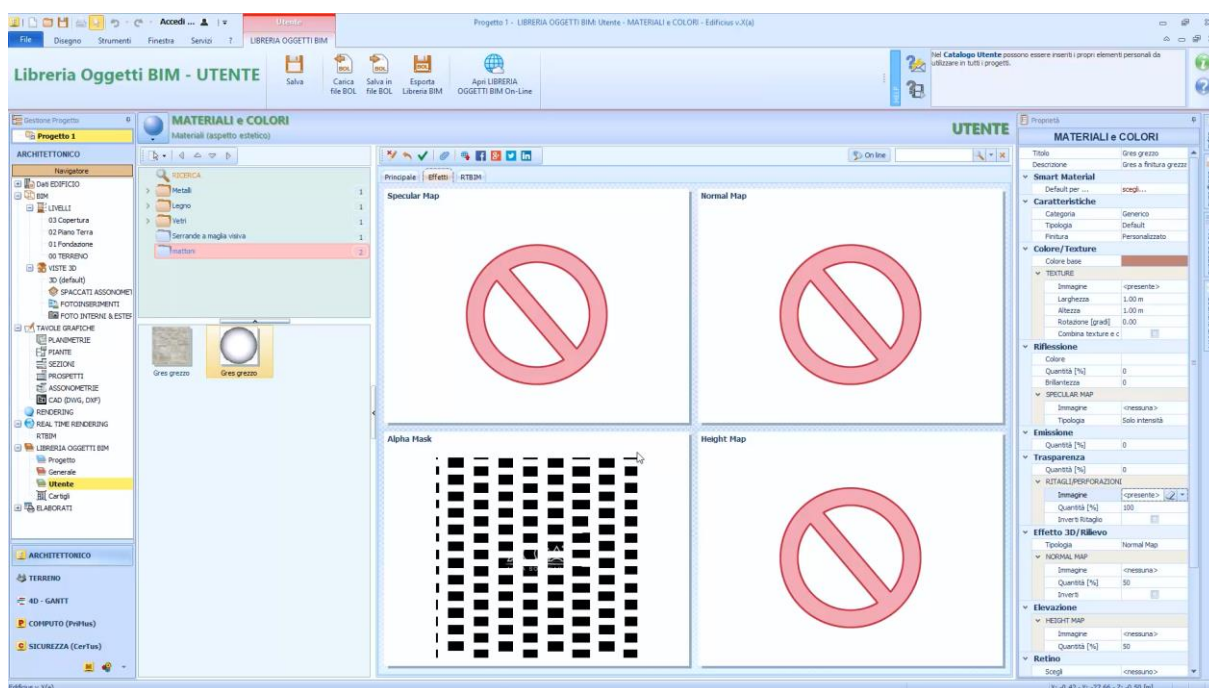 Accedi ...
Utente
Progetto 1 - LIBRERIA OGGETTI BIM: Utente - MATERIALI e COLORI - Edificius v.X(a)
File
Disegno
Strumenti
Finestra
Servizi
?
LIBRERIA OGGETTI BIM
Libreria Oggetti BIM - UTENTE
Salva
Carica file BOL
Salva in file BOL
Esporta Libreria BIM
Apri LIBRERIA OGGETTI BIM On-Line
HELP
Nel Catalogo Utente possono essere inseriti i propri elementi personali da
utilizzare in tutti i progetti.
Gestione Progetto
Progetto 1
ARCHITETTONICO
Navigatore
Dati EDIFICIO
BIM
LIVELLI
03 Copertura
02 Piano Terra
01 Fondazione
00 TERRENO
VISTE 3D
3D (default)
SPACCATI ASSONOMET
FOTOINSERIMENTI
FOTO INTERNI & ESTER
TAVOLE GRAFICHE
PLANIMETRIE
PIANTE
SEZIONI
PROSPETTI
ASSONOMETRIE
CAD (DWG, DXF)
RENDERING
REAL TIME RENDERING
RTBIM
LIBRERIA OGGETTI BIM
Progetto
Generale
Utente
Cartigli
ELABORATI
ARCHITETTONICO
TERRENO
4D - GANTT
COMPUTO (PriMus)
SICUREZZA (CerTus)
MATERIALI e COLORI
Materiali (aspetto estetico)
UTENTE
RICERCA
Metalli 1
Legno 1
Vetri 1
Serrande a maglia visiva 1
mattoni 2
Gres grezzo
Gres grezzo
On line
Principale
Effetti
RTBIM
Specular Map
Normal Map
Alpha Mask
Height Map
Proprietà
MATERIALI e COLORI
Titolo Gres grezzo
Descrizione Gres a finitura grezza
Smart Material
Default per ... scegli...
Caratteristiche
Categoria Generico
Tipologia Default
Finitura Personalizzato
Colore/Texture
Colore base
TEXTURE
Immagine <presente>
Larghezza 1.00 m
Altezza 1.00 m
Rotazione [gradi] 0.00
Combina texture e c
Riflessione
Colore
Quantità [%] 0
Brillantezza 0
SPECULAR MAP
Immagine <nessuna>
Tipologia Solo intensità
Emissione
Quantità [%] 0
Trasparenza
Quantità [%] 0
RITAGLI/PERFORAZIONI
Immagine <presente>
Quantità [%] 100
Inverti Ritaglio
Effetto 3D/Rilievo
Tipologia Normal Map
NORMAL MAP
Immagine <nessuna>
Quantità [%] 50
Inverti
Elevazione
HEIGHT MAP
Immagine <nessuna>
Quantità [%] 50
Retino
Scegli <nessuno>
Edificius v.X(a)